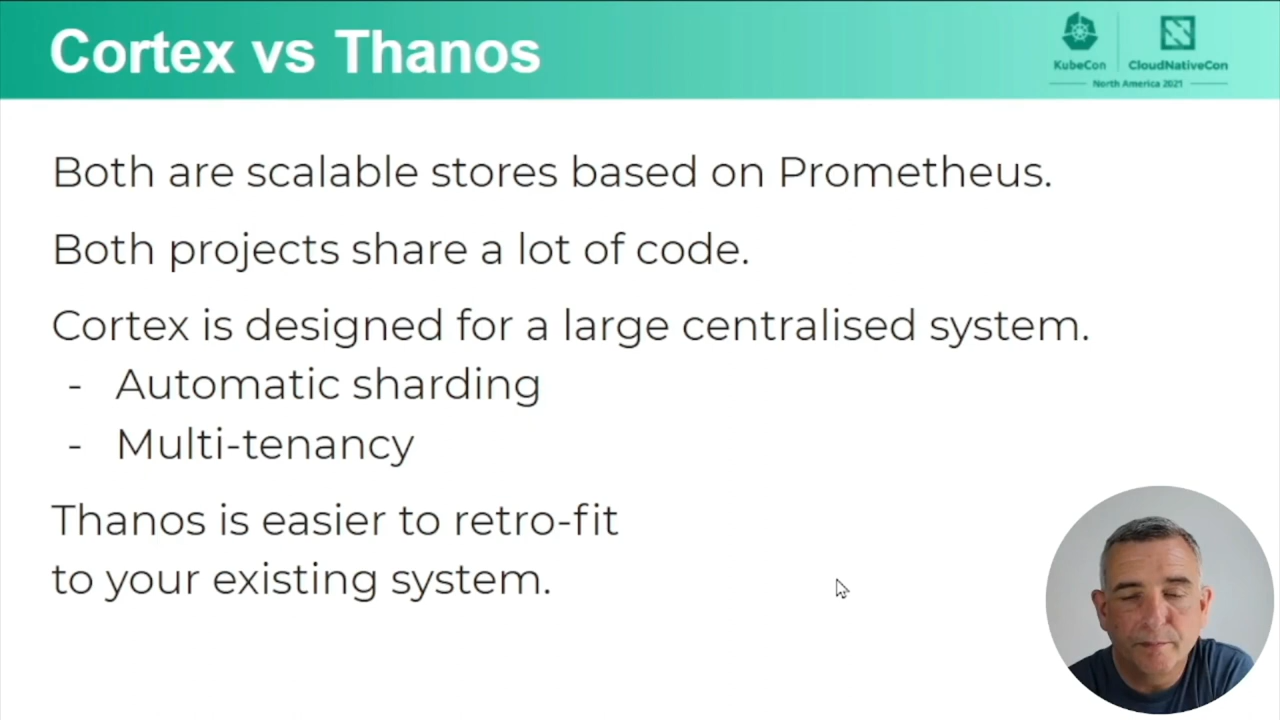 Cortex vs Thanos
KubeCon
CloudNativeCon
North America 2021
Both are scalable stores based on Prometheus.
Both projects share a lot of code.
Cortex is designed for a large centralised system.
- Automatic sharding
- Multi-tenancy
Thanos is easier to retro-fit
to your existing system.